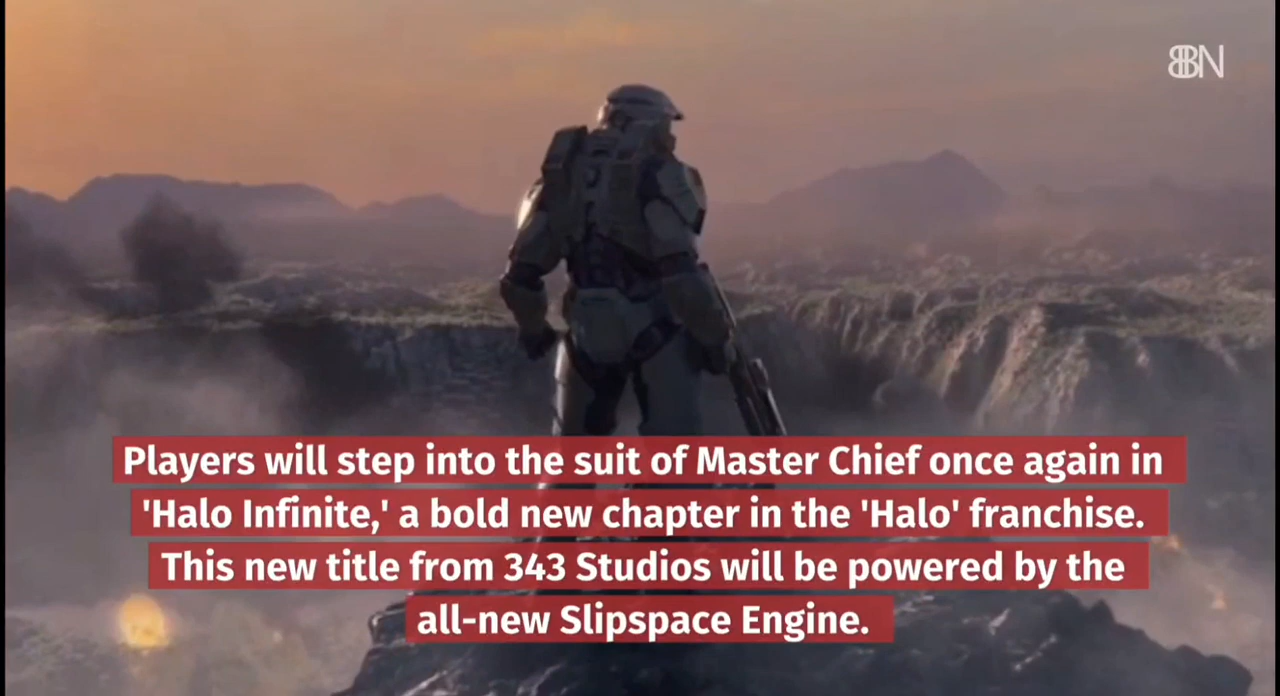 BBN
Players will step into the suit of Master Chief once again in
'Halo Infinite,' a bold new chapter in the 'Halo' franchise.
This new title from 343 Studios will be powered by the
all-new Slipspace Engine.